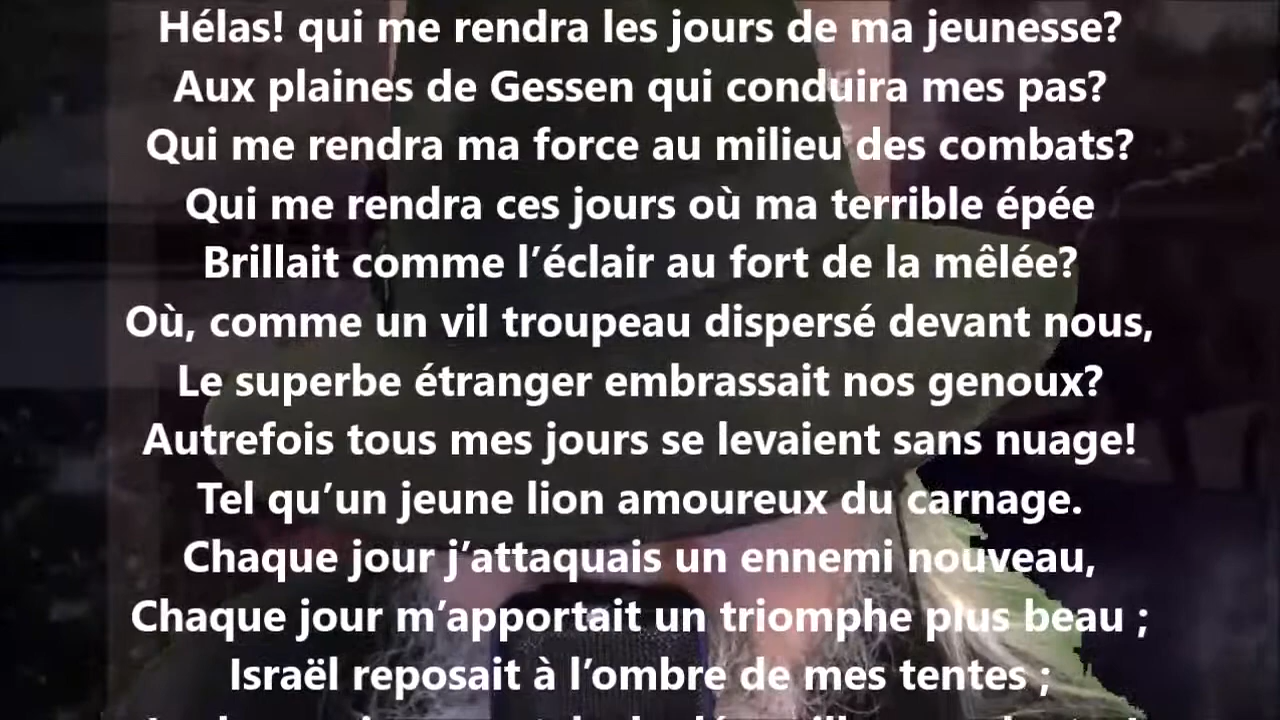 Hélas! qui me rendra les jours de ma jeunesse?
Aux plaines de Gessen qui conduira mes pas?
Qui me rendra ma force au milieu des combats?
Qui me rendra ces jours où ma terrible épée
Brillait comme l’éclair au fort de la mêlée?
Où, comme un vil troupeau dispersé devant nous,
Le superbe étranger embrassait nos genoux?
Autrefois tous mes jours se levaient sans nuage!
Tel qu’un jeune lion amoureux du carnage.
Chaque jour j’attaquais un ennemi nouveau,
Chaque jour m’apportait un triomphe plus beau ;
Israël reposait à l’ombre de mes tentes ;